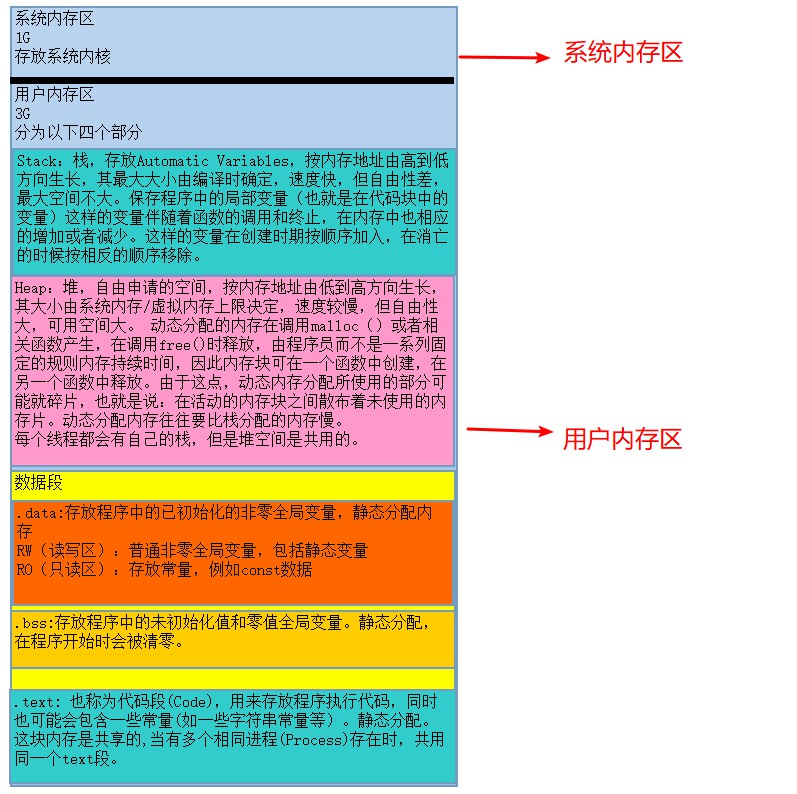 系统内存区
1G
存放系统内核
系统内存区
用户内存区
3G
分为以下四个部分
Stack：栈，存放Automatic Variables，按内存地址由高到低
方向生长，其最大大小由编译时确定，速度快，但自由性差，
最大空间不大。保存程序中的局部变量（也就是在代码块中的
变量）这样的变量伴随着函数的调用和终止，在内存中也相应
的增加或者减少。这样的变量在创建时期按顺序加入，在消亡
的时候按相反的顺序移除。
Heap：堆，自由申请的空间，按内存地址由低到高方向生长，
其大小由系统内存/虚拟内存上限决定，速度较慢，但自由性
大，可用空间大。 动态分配的内存在调用malloc（）或者相
关函数产生，在调用free()时释放，由程序员而不是一系列固
定的规则内存持续时间，因此内存块可在一个函数中创建，在
另一个函数中释放。由于这点，动态内存分配所使用的部分可
能就碎片，也就是说：在活动的内存块之间散布着未使用的内
存片。动态分配内存往往要比栈分配的内存慢。
每个线程都会有自己的栈，但是堆空间是共用的。
用户内存区
数据段
.data:存放程序中的已初始化的非零全局变量，静态分配内
存
RW（读写区）：普通非零全局变量，包括静态变量
RO（只读区）：存放常量，例如const数据
.bss:存放程序中的未初始化值和零值全局变量。静态分配，
在程序开始时会被清零。
.text: 也称为代码段(Code)，用来存放程序执行代码，同时
也可能会包含一些常量(如一些字符串常量等）。静态分配。
这块内存是共享的,当有多个相同进程(Process)存在时，共用
同一个text段。